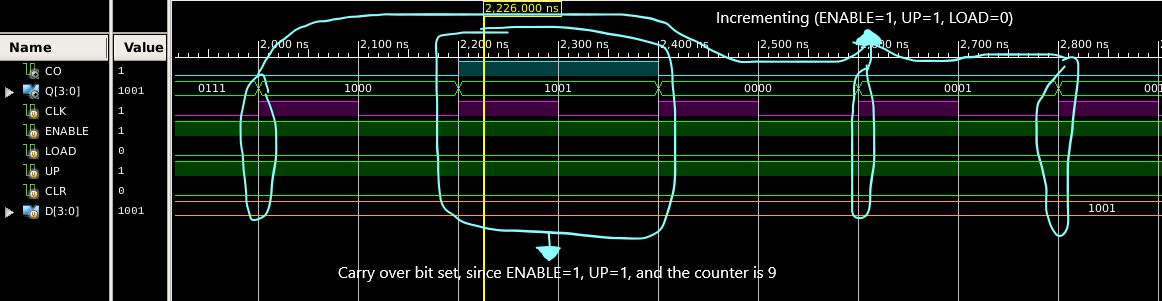 2,226.000 ns
Incrementing (ENABLE=1, UP=1, LOAD=0)
Name Value 2,000 ns 2,100 ns 2,200 ns 2,300 ns 2,400 ns 2,500 ns 2,600 ns 2,700 ns 2,800 ns
CO 1
Q[3:0] 1001 0111 1000 1001 0000 0001 001
CLK 1
ENABLE 1
LOAD 0
UP 1
CLR 0
D[3:0] 1001 1001
Carry over bit set, since ENABLE=1, UP=1, and the counter is 9